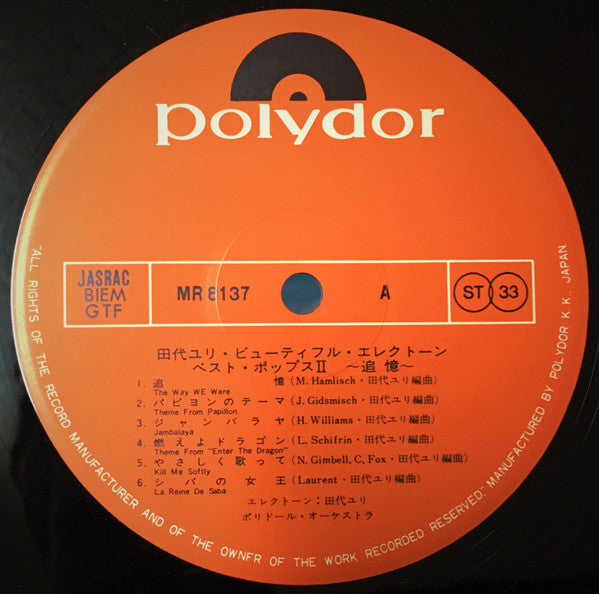 polydor
JASRAC
BIEM
GTF
MR 8137
A
ST 33
田代ユリ・ビューティフル・エレクトーン
ベスト・ポップスII ～追憶～
1. 追憶 (M. Hamlisch・田代ユリ編曲)
The Way WE Were
2. パピヨンのテーマ (J. Gidsmisch・田代ユリ編曲)
Theme From Papillon
3. ジャンバラヤ (H. Williams・田代ユリ編曲)
Jambalaya
4. 燃えよドラゴン (L. Schifrin・田代ユリ編曲)
Theme From "Enter The Dragon"
5. やさしく歌って (N. Gimbell, C. Fox・田代ユリ編曲)
Kill Me Softly
6. シバの女王 (Laurent・田代ユリ編曲)
La Reine De Saba
エレクトーン：田代ユリ
ポリドール・オーケストラ
"ALL RIGHTS OF THE RECORD MANUFACTURER AND OF THE OWNER OF THE WORK RECORDED RESERVED;" MANUFACTURED BY POLYDOR K.K., JAPAN